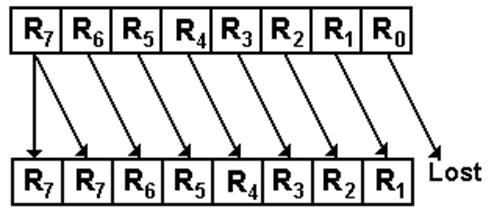 R7 R6 R5 R4 R3 R2 R1 R0
R7 R7 R6 R5 R4 R3 R2 R1 Lost